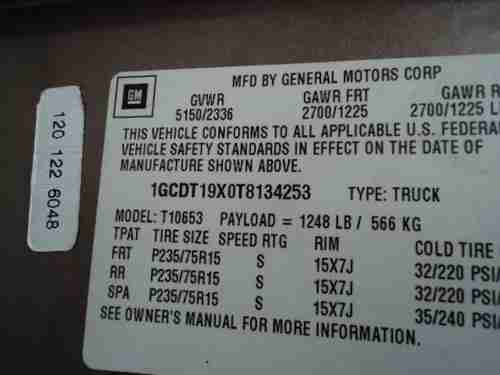 MFD BY GENERAL MOTORS CORP
GM
GVWR GAWR FRT GAWR R
5150/2336 2700/1225 2700/1225 L
THIS VEHICLE CONFORMS TO ALL APPLICABLE U.S. FEDERA
VEHICLE SAFETY STANDARDS IN EFFECT ON THE DATE OF
MANUFACTURE SHOWN ABOVE.
1GCDT19X0T8134253 TYPE: TRUCK
MODEL: T10653 PAYLOAD = 1248 LB / 566 KG
TPAT TIRE SIZE SPEED RTG RIM COLD TIRE
FRT P235/75R15 S 15X7J 32/220 PSI/
RR P235/75R15 S 15X7J 32/220 PSI/
SPA P235/75R15 S 15X7J 35/240 PSI/
SEE OWNER'S MANUAL FOR MORE INFORMATION.
120 122 6048